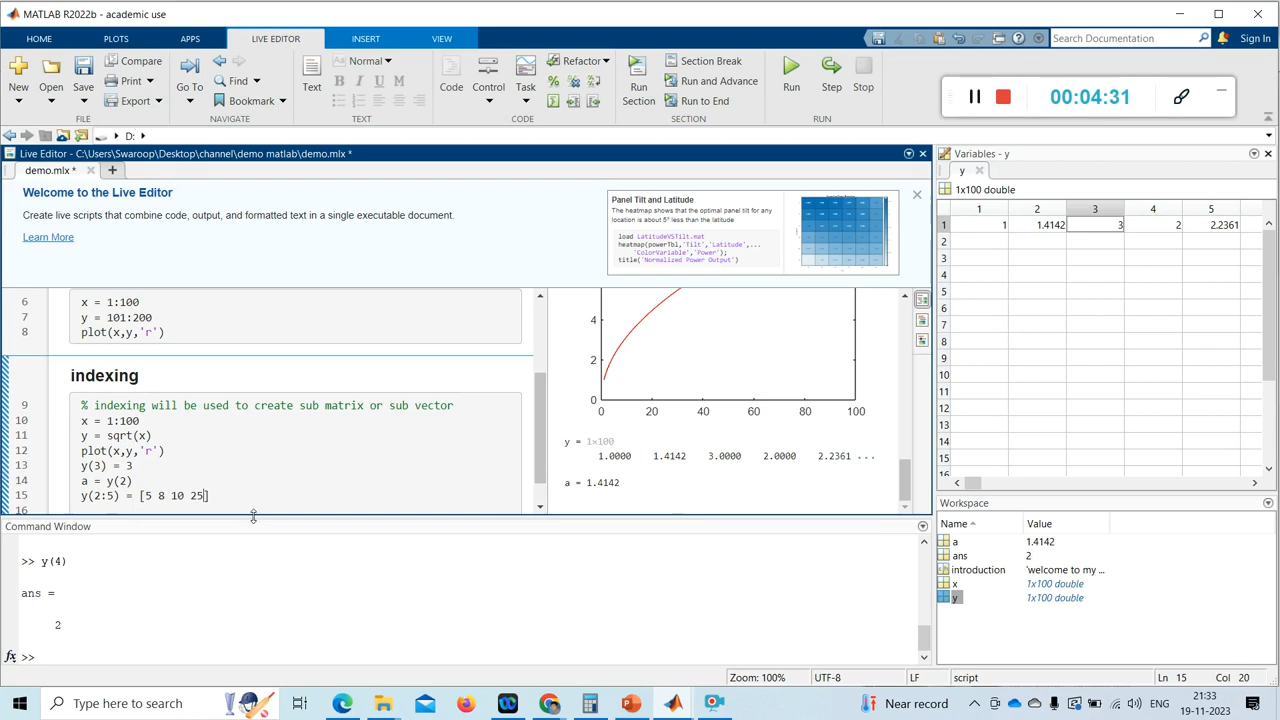 MATLAB R2022b - academic use
HOME PLOTS APPS LIVE EDITOR INSERT VIEW Search Documentation Sign In
New Open Save Compare Print Export
Go To Find Bookmark
Text Normal B I U M
Code Control Task Refactor
Run Section Section Break Run and Advance Run to End
Run Step Stop
00:04:31
FILE NAVIGATE TEXT CODE SECTION RUN
D:
Live Editor - C:\Users\Swaroop\Desktop\channel\demo matlab\demo.mlx *
demo.mlx *
Welcome to the Live Editor
Create live scripts that combine code, output, and formatted text in a single executable document.
Learn More
Panel Tilt and Latitude
The heatmap shows that the optimal panel tilt for any
location is about 5? less than the latitude
load LatitudeVSTilt.mat
heatmap(powerTbl,'Tilt','Latitude',...
'ColorVariable','Power');
title('Normalized Power Output')
6 x = 1:100
7 y = 101:200
8 plot(x,y,'r')
indexing
9 % indexing will be used to create sub matrix or sub vector
10 x = 1:100
11 y = sqrt(x)
12 plot(x,y,'r')
13 y(3) = 3
14 a = y(2)
15 y(2:5) = [5 8 10 25]
16
4
2
0
0 20 40 60 80 100
y = 1×100
1.0000 1.4142 3.0000 2.0000 2.2361 ...
a = 1.4142
Variables - y
y
1x100 double
1 2 3 4 5
1 1 1.4142 3 2 2.2361
2
3
4
5
6
7
8
9
10
11
12
13
14
15
16
Workspace
Name Value
a 1.4142
ans 2
introduction 'welcome to my ...
x 1x100 double
y 1x100 double
Command Window
>> y(4)
ans =
2
fx >>
Zoom: 100% UTF-8 LF script Ln 15 Col 20
Type here to search
Near record
ENG
21:33
19-11-2023